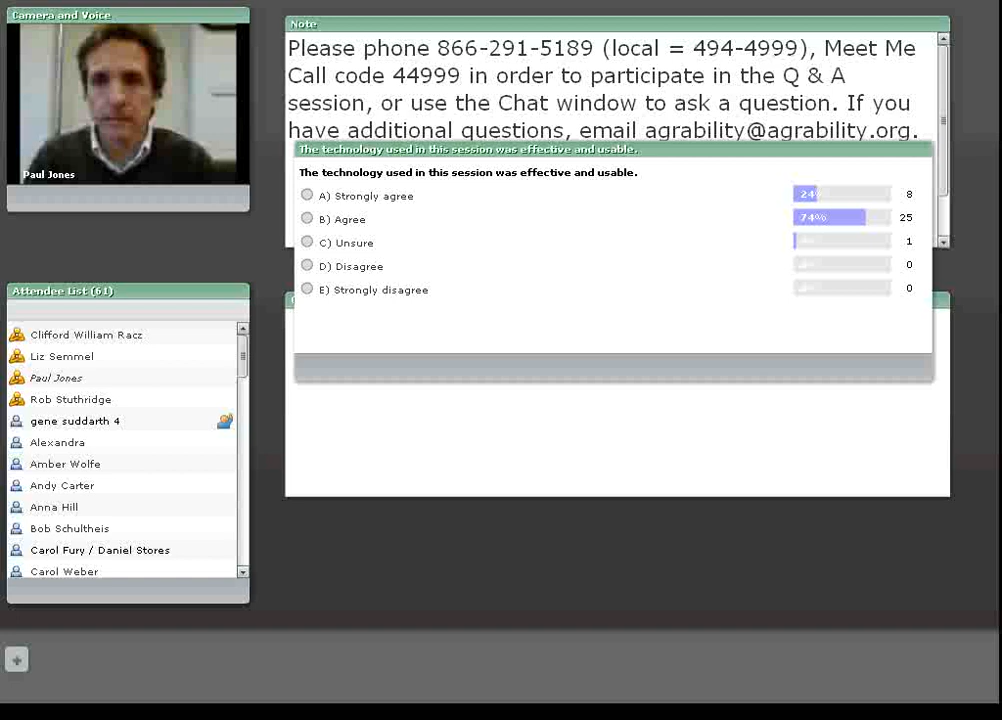 Camera and Voice
Paul Jones
Note
Please phone 866-291-5189 (local = 494-4999), Meet Me
Call code 44999 in order to participate in the Q & A
session, or use the Chat window to ask a question. If you
have additional questions, email agrability@agrability.org.
The technology used in this session was effective and usable.
The technology used in this session was effective and usable.
A) Strongly agree 24% 8
B) Agree 74% 25
C) Unsure 1
D) Disagree 0
E) Strongly disagree 0
Attendee List (61)
Clifford William Racz
Liz Semmel
Paul Jones
Rob Stuthridge
gene suddarth 4
Alexandra
Amber Wolfe
Andy Carter
Anna Hill
Bob Schultheis
Carol Fury / Daniel Stores
Carol Weber